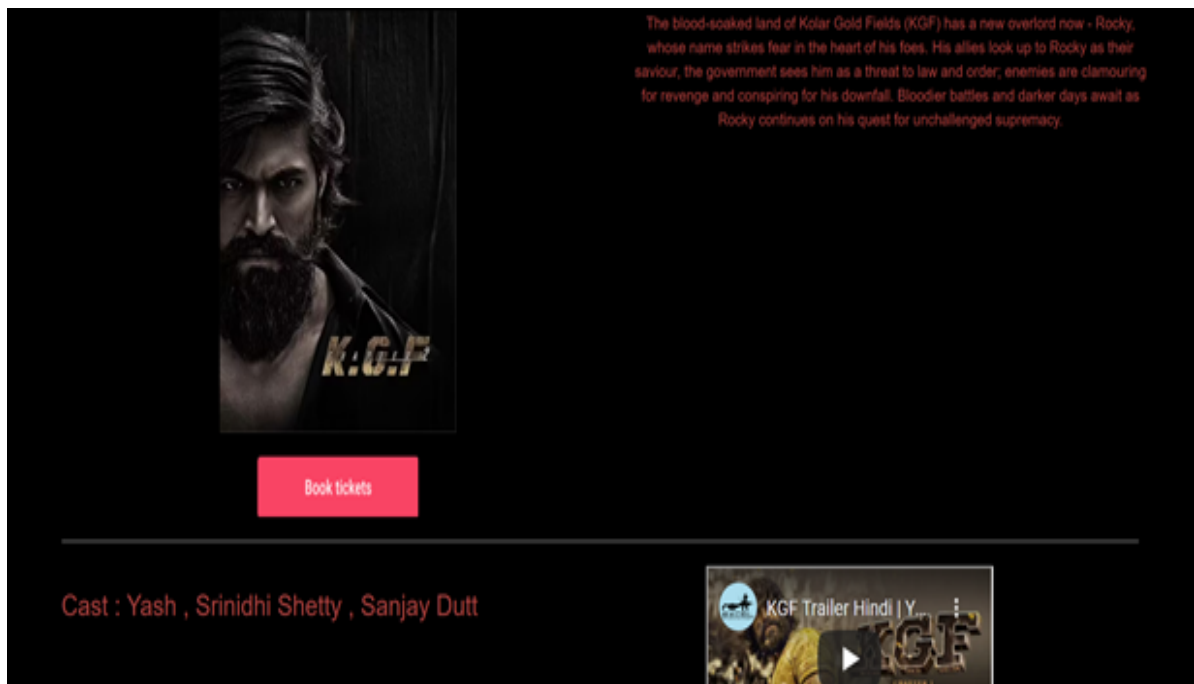 The blood-soaked land of Kolar Gold Fields (KGF) has a new overlord now - Rocky,
whose name strikes fear in the heart of his foes. His allies look up to Rocky as their
saviour, the government sees him as a threat to law and order; enemies are clamouring
for revenge and conspiring for his downfall. Bloodier battles and darker days await as
Rocky continues on his quest for unchallenged supremacy.
K.G.F
Book tickets
Cast : Yash , Srinidhi Shetty , Sanjay Dutt
KGF Trailer Hindi | Y...
KGF